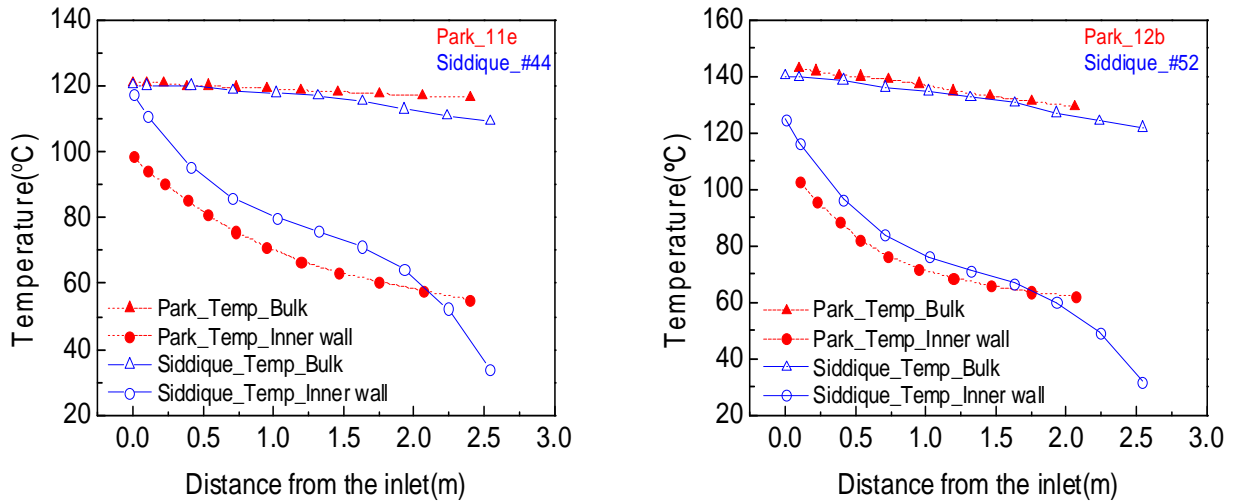 140
120
100
80
60
40
20
0.0 0.5 1.0 1.5 2.0 2.5 3.0
Temperature(ºC)
Distance from the inlet(m)
Park_11e
Siddique_#44
Park_Temp_Bulk
Park_Temp_Inner wall
Siddique_Temp_Bulk
Siddique_Temp_Inner wall
160
140
120
100
80
60
40
20
0.0 0.5 1.0 1.5 2.0 2.5 3.0
Temperature(ºC)
Distance from the inlet(m)
Park_12b
Siddique_#52
Park_Temp_Bulk
Park_Temp_Inner wall
Siddique_Temp_Bulk
Siddique_Temp_Inner wall